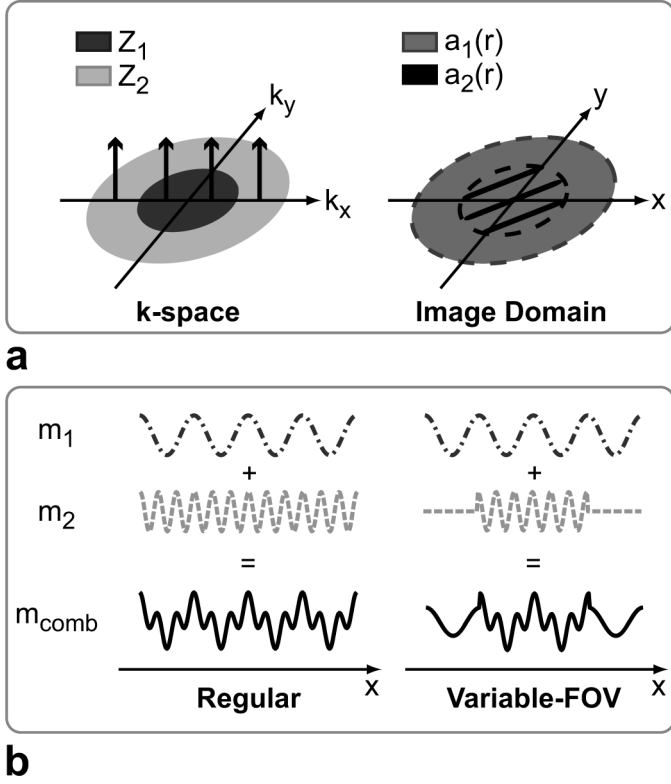 Z1 a1(r)
Z2 a2(r)
ky y
kx x
k-space Image Domain
a
m1
+ +
m2
= =
mcomb
x x
Regular Variable-FOV
b